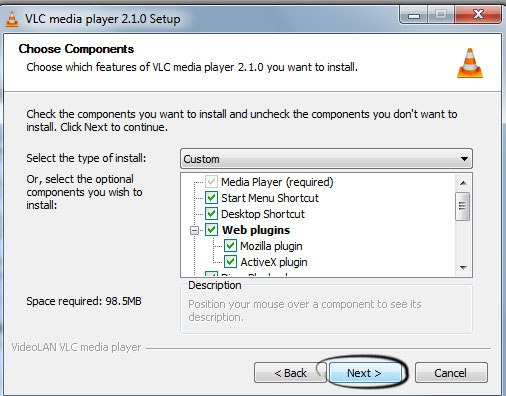 VLC media player 2.1.0 Setup
Choose Components
Choose which features of VLC media player 2.1.0 you want to install.
Check the components you want to install and uncheck the components you don't want to
install. Click Next to continue.
Select the type of install:
Custom
Or, select the optional
components you wish to
install:
Media Player (required)
Start Menu Shortcut
Desktop Shortcut
Web plugins
Mozilla plugin
ActiveX plugin
Space required: 98.5MB
Description
Position your mouse over a component to see its
description.
VideoLAN VLC media player
< Back
Next >
Cancel